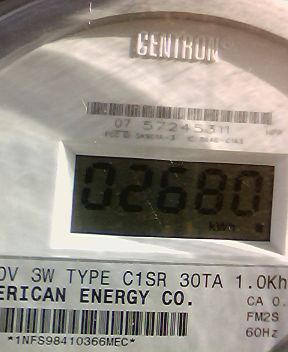 CENTRON®
07 57245311
02680
0V 3W TYPE C1SR 30TA 1.0Kh
ERICAN ENERGY CO.
CA 0.
FM2S
60Hz
*1NFS98410366MEC*